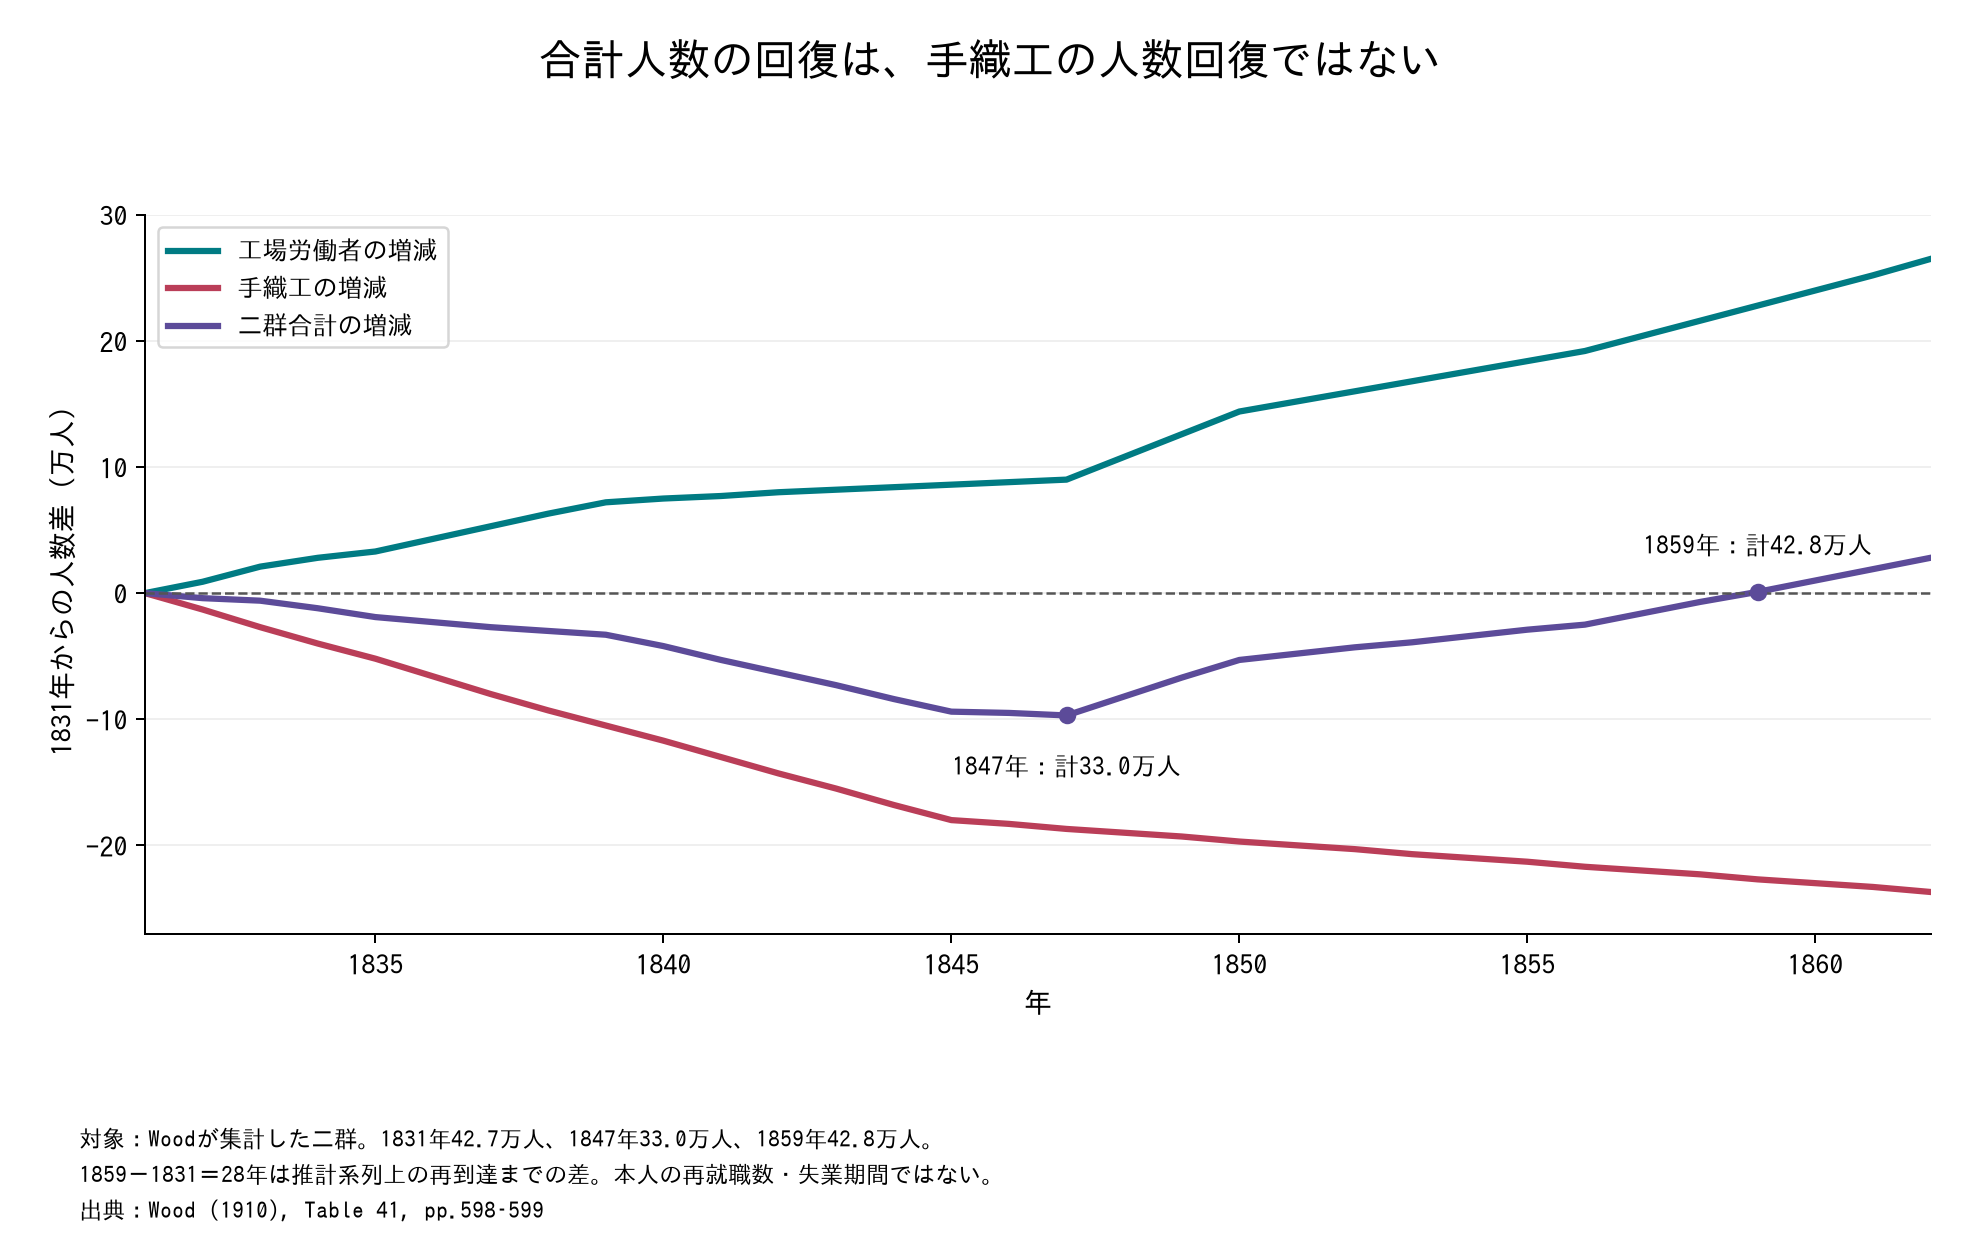 合計人数の回復は、手織工の人数回復ではない
30
20
10
0
-10
-20
1831年からの人数差（万人）
工場労働者の増減
手織工の増減
二群合計の増減
1859年：計42.8万人
1847年：計33.0万人
1835
1840
1845
1850
1855
1860
年
対象：Woodが集計した二群。1831年42.7万人、1847年33.0万人、1859年42.8万人。
1859－1831＝28年は推計系列上の再到達までの差。本人の再就職数・失業期間ではない。
出典：Wood (1910), Table 41, pp.598-599